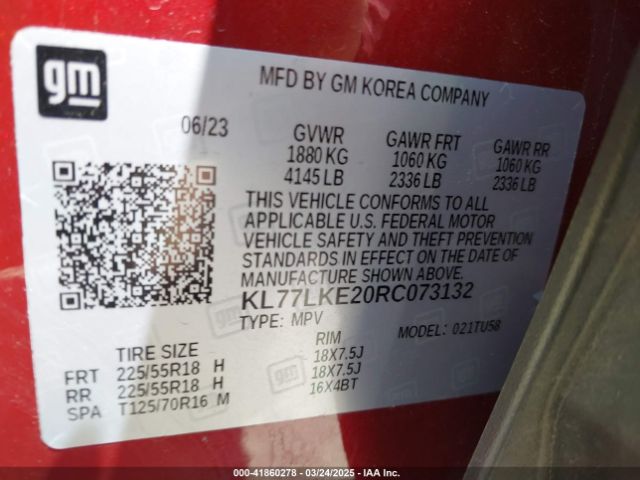 gm
MFD BY GM KOREA COMPANY
06/23 GVWR GAWR FRT GAWR RR
1880 KG 1060 KG 1060 KG
4145 LB 2336 LB 2336 LB
THIS VEHICLE CONFORMS TO ALL
APPLICABLE U.S. FEDERAL MOTOR
VEHICLE SAFETY AND THEFT PREVENTION
STANDARDS IN EFFECT ON THE DATE OF
MANUFACTURE SHOWN ABOVE.
KL77LKE20RC073132
TYPE: MPV MODEL: 021TU58
TIRE SIZE RIM
FRT 225/55R18 H 18X7.5J
RR 225/55R18 H 18X7.5J
SPA T125/70R16 M 16X4BT
000-41860278 - 03/24/2025 - IAA Inc.